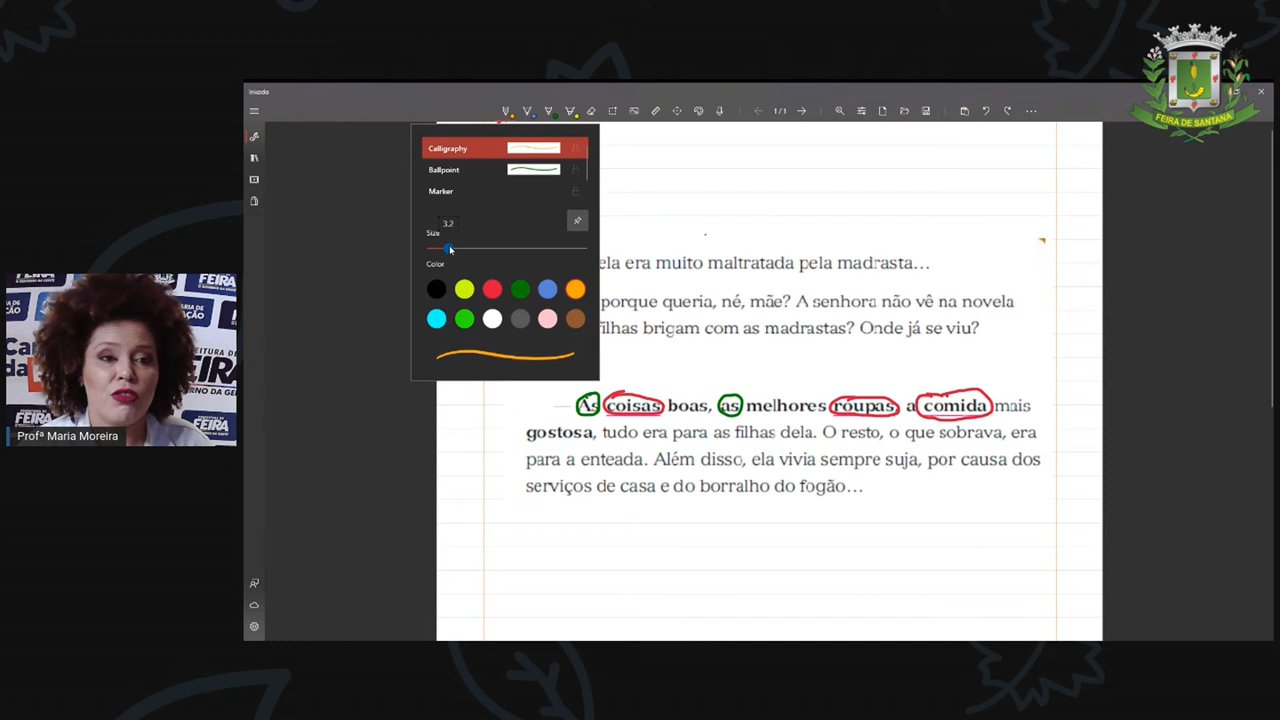 FEIRA DE SANTANA
Inkodo
1/1
Calligraphy
Ballpoint
Marker
3.2
Size
Color
ela era muito maltratada pela madrasta...
porque queria, né, mãe? A senhora não vê na novela
filhas brigam com as madrastas? Onde já se viu?
— As coisas boas, as melhores roupas a comida mais
gostosa, tudo era para as filhas dela. O resto, o que sobrava, era
para a enteada. Além disso, ela vivia sempre suja, por causa dos
serviços de casa e do borralho do fogão...
FEIRA
Profª Maria Moreira